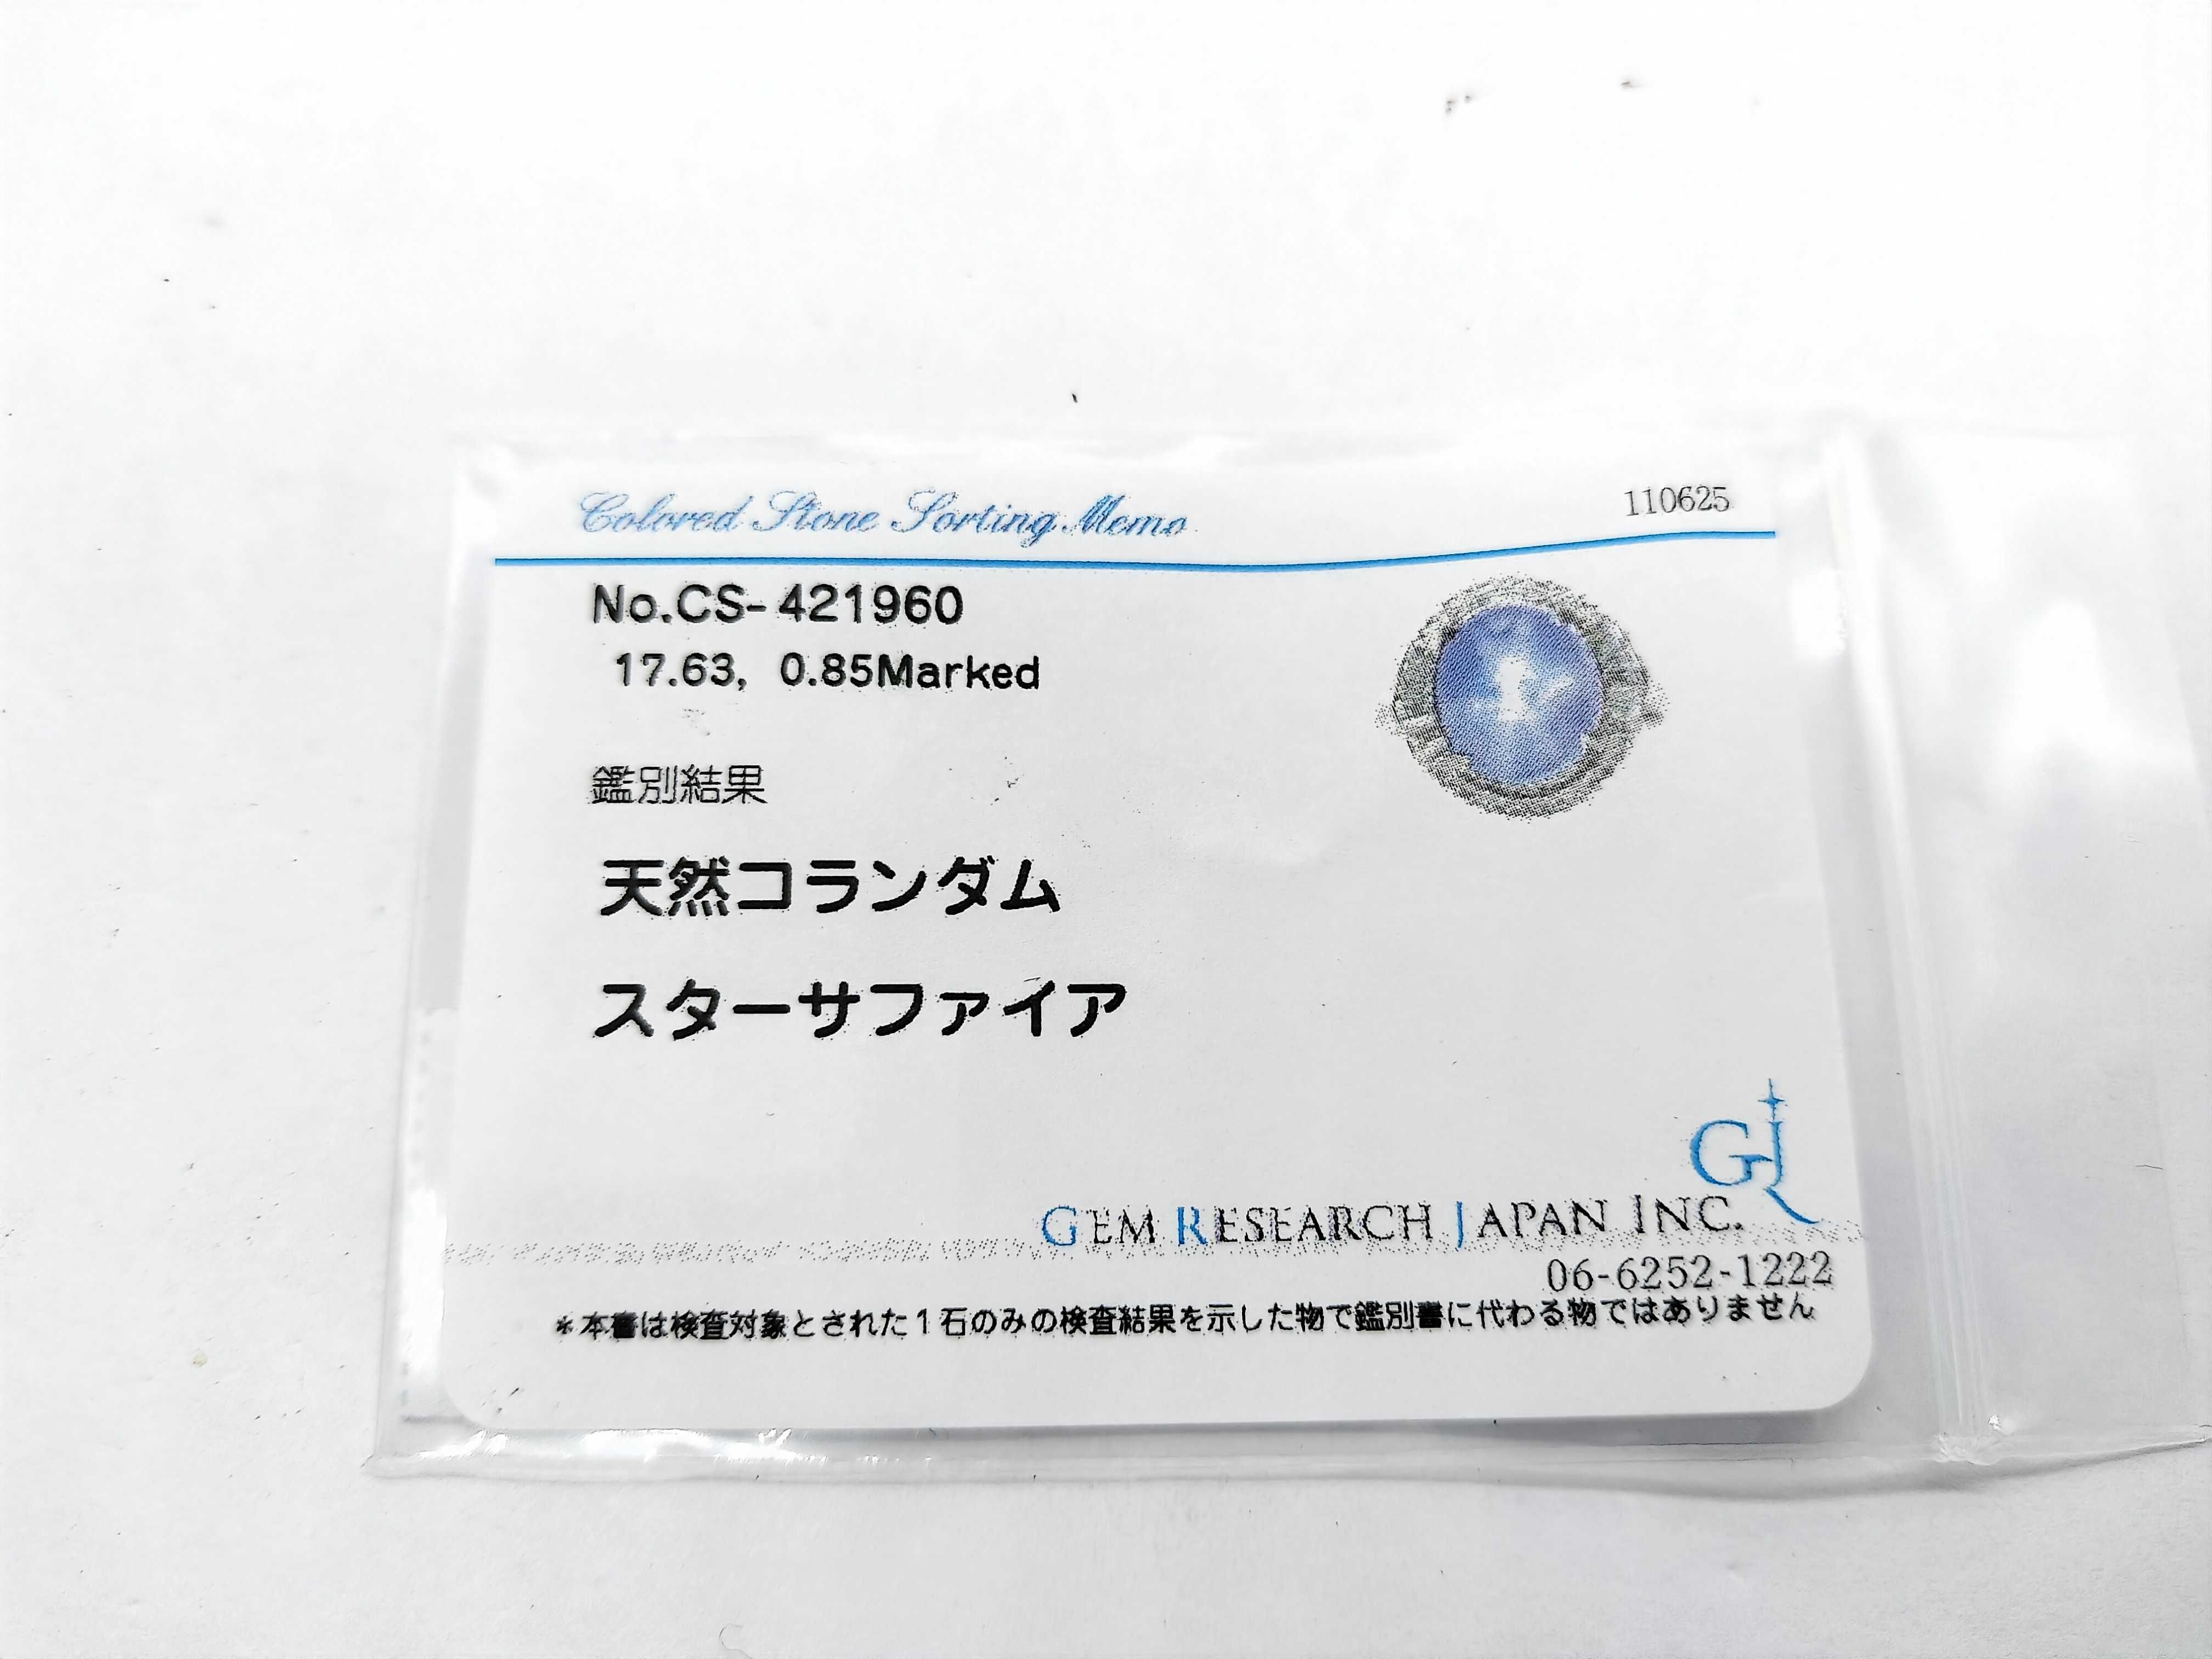 Colored Stone Sorting Memo
110625
No.CS-421960
17.63, 0.85Marked
鑑別結果
天然コランダム
スターサファイア
GRJ
GEM RESEARCH JAPAN INC.
06-6252-1222
*本書は検査対象とされた1石のみの検査結果を示した物で鑑別書に代わる物ではありません